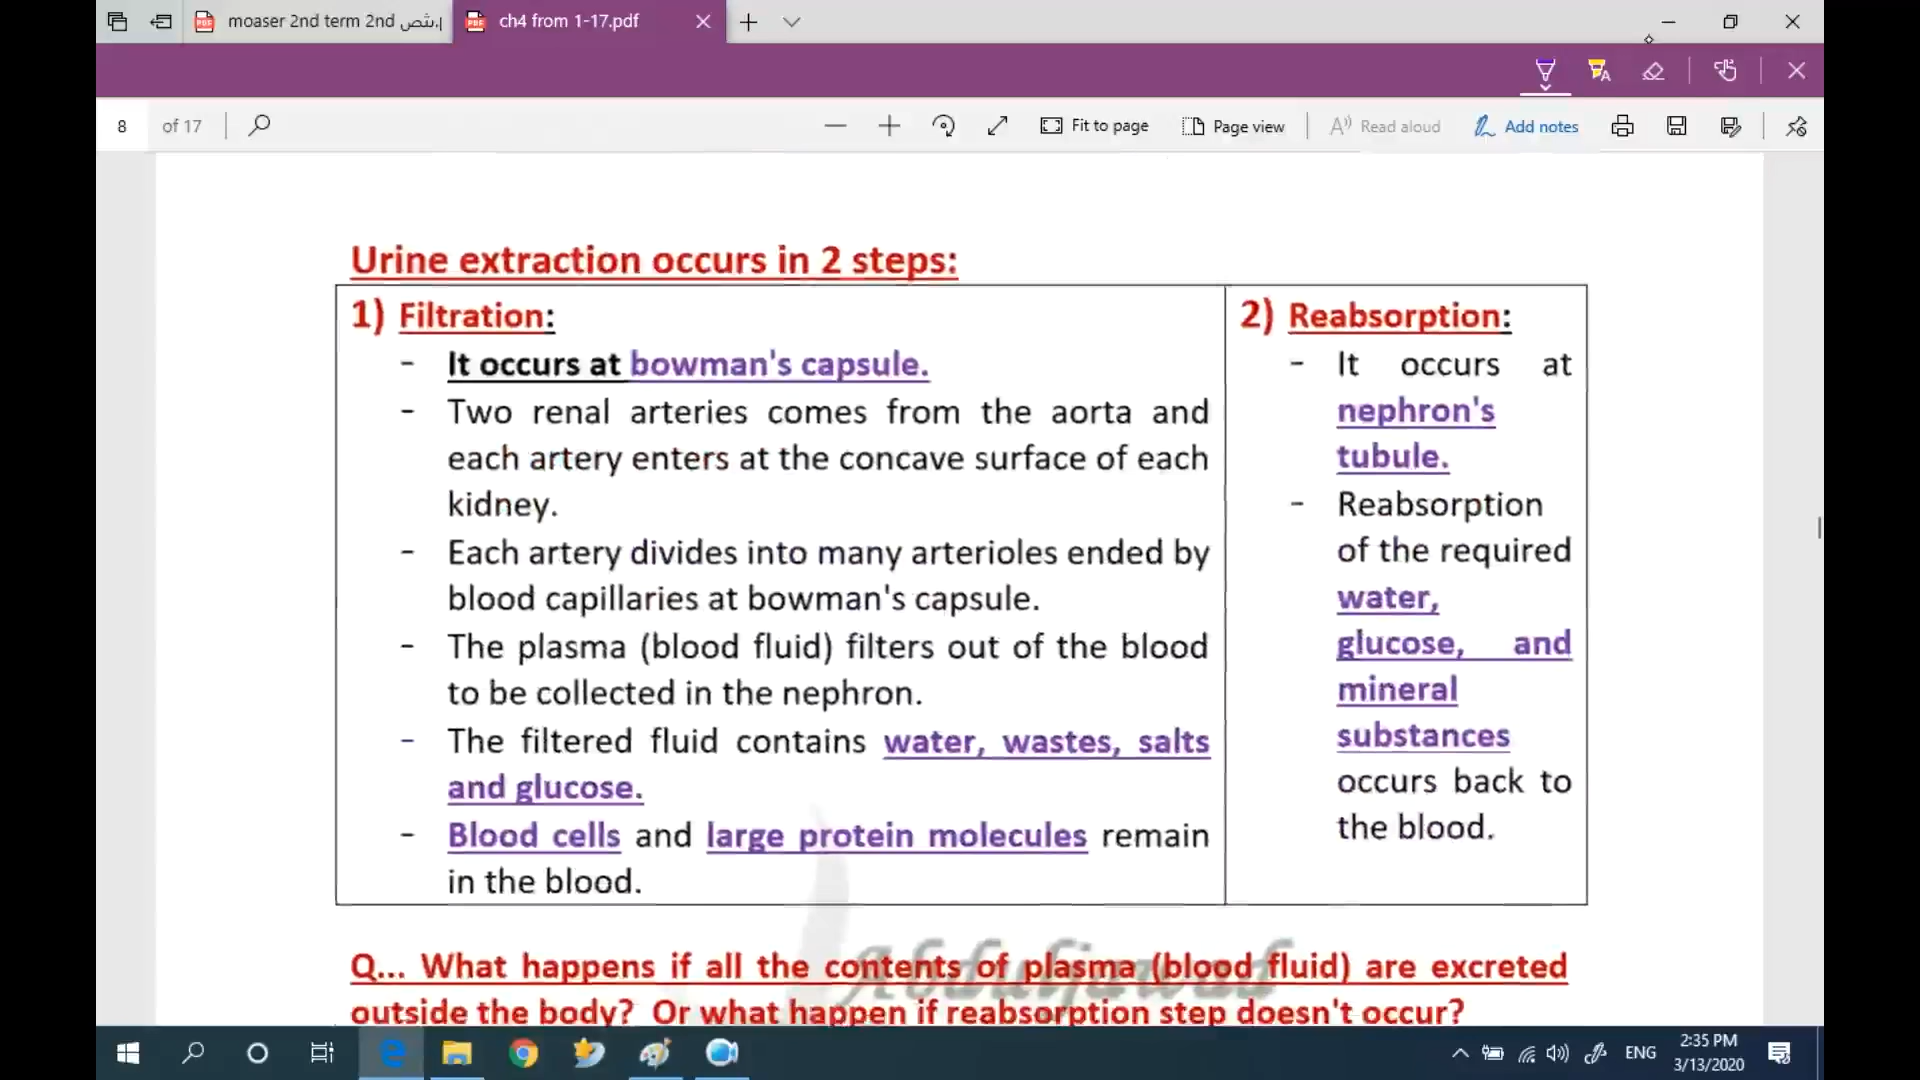 moaser 2nd term 2nd شص.
ch4 from 1-17.pdf
8 of 17
Fit to page
Page view
Read aloud
Add notes
Urine extraction occurs in 2 steps:
1) Filtration:
- It occurs at bowman's capsule.
- Two renal arteries comes from the aorta and
each artery enters at the concave surface of each
kidney.
- Each artery divides into many arterioles ended by
blood capillaries at bowman's capsule.
- The plasma (blood fluid) filters out of the blood
to be collected in the nephron.
- The filtered fluid contains water, wastes, salts
and glucose.
- Blood cells and large protein molecules remain
in the blood.
2) Reabsorption:
- It occurs at
nephron's
tubule.
- Reabsorption
of the required
water,
glucose, and
mineral
substances
occurs back to
the blood.
Abduljawad
Q... What happens if all the contents of plasma (blood fluid) are excreted
outside the body? Or what happen if reabsorption step doesn't occur?
ENG
2:35 PM
3/13/2020